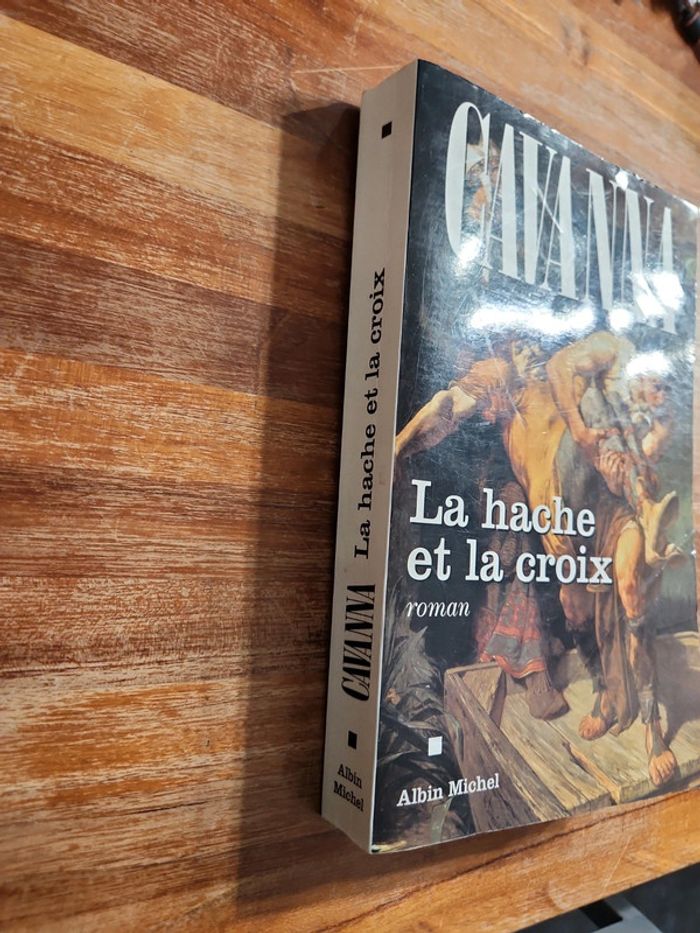 CAVANNA
La hache
et la croix
roman
Albin Michel
CAVANNA La hache et la croix
Albin
Michel